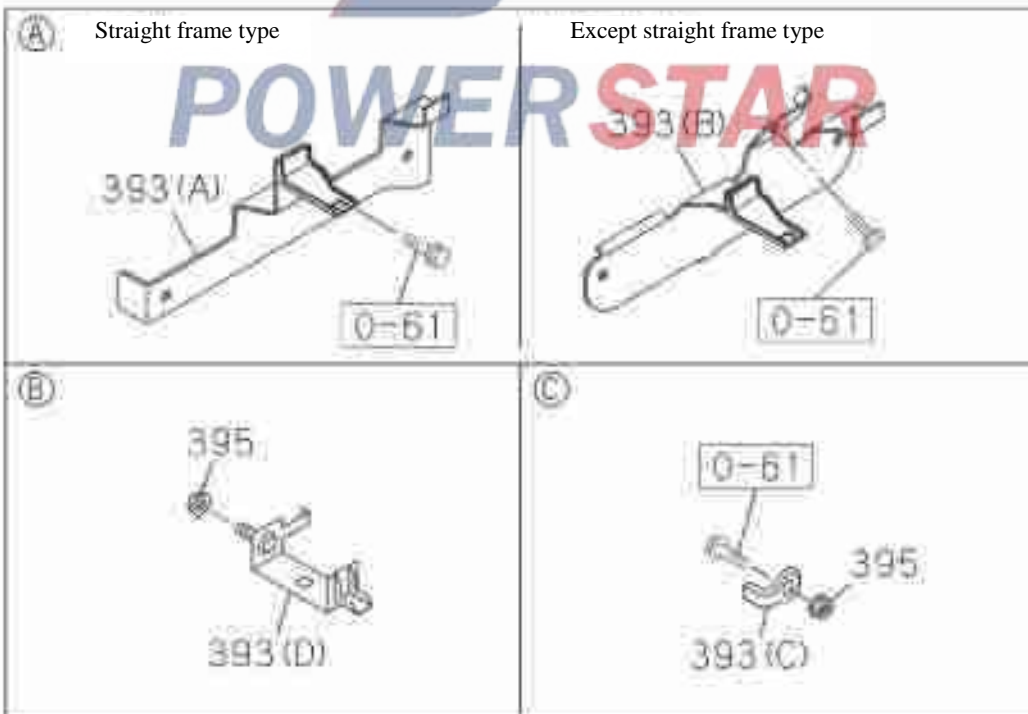 A
Straight frame type
Except straight frame type
POWERSTAR
393(A)
393(B)
0-61
0-61
B
C
395
0-61
395
393(D)
393(C)